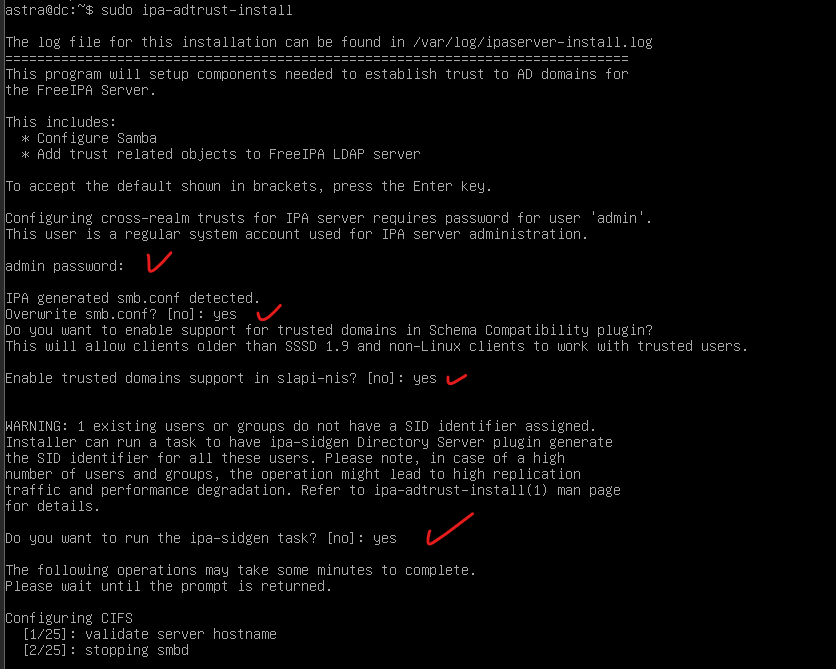 astra@dc:~$ sudo ipa-adtrust-install
The log file for this installation can be found in /var/log/ipaserver-install.log
==============================================================================
This program will setup components needed to establish trust to AD domains for
the FreeIPA Server.
This includes:
* Configure Samba
* Add trust related objects to FreeIPA LDAP server
To accept the default shown in brackets, press the Enter key.
Configuring cross-realm trusts for IPA server requires password for user 'admin'.
This user is a regular system account used for IPA server administration.
admin password:
IPA generated smb.conf detected.
Overwrite smb.conf? [no]: yes
Do you want to enable support for trusted domains in Schema Compatibility plugin?
This will allow clients older than SSSD 1.9 and non-Linux clients to work with trusted users.
Enable trusted domains support in slapi-nis? [no]: yes
WARNING: 1 existing users or groups do not have a SID identifier assigned.
Installer can run a task to have ipa-sidgen Directory Server plugin generate
the SID identifier for all these users. Please note, in case of a high
number of users and groups, the operation might lead to high replication
traffic and performance degradation. Refer to ipa-adtrust-install(1) man page
for details.
Do you want to run the ipa-sidgen task? [no]: yes
The following operations may take some minutes to complete.
Please wait until the prompt is returned.
Configuring CIFS
[1/25]: validate server hostname
[2/25]: stopping smbd